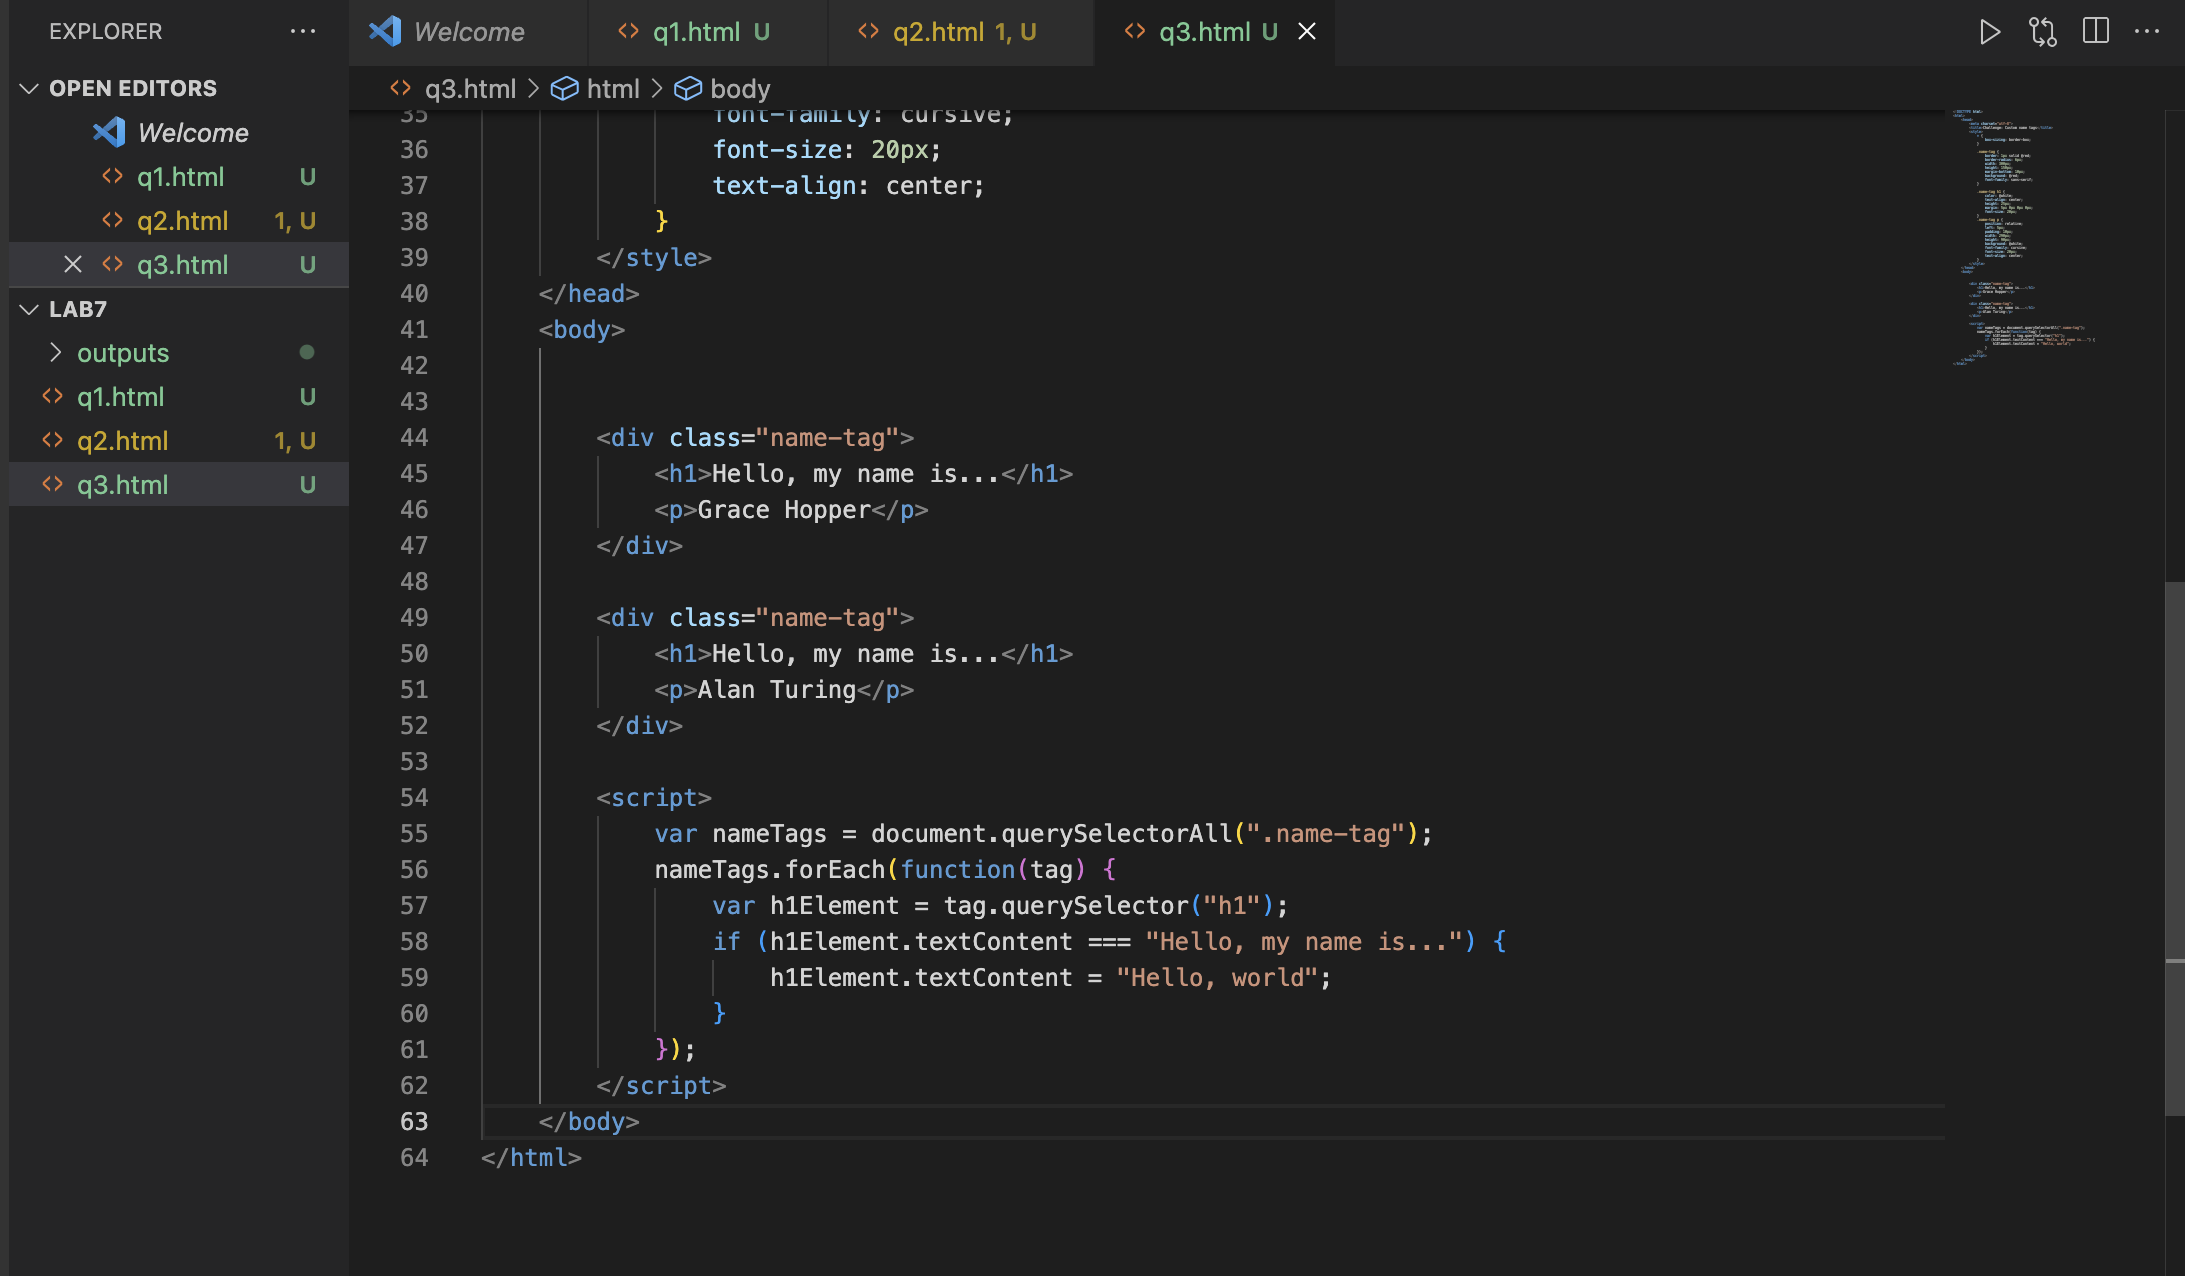 EXPLORER
OPEN EDITORS
Welcome
q1.html U
q2.html 1, U
q3.html U
LAB7
outputs
q1.html U
q2.html 1, U
q3.html U
Welcome
q1.html U
q2.html 1, U
q3.html U
q3.html > html > body
35 font-family: cursive;
36 font-size: 20px;
37 text-align: center;
38 }
39 </style>
40 </head>
41 <body>
42
43
44 <div class="name-tag">
45 <h1>Hello, my name is...</h1>
46 <p>Grace Hopper</p>
47 </div>
48
49 <div class="name-tag">
50 <h1>Hello, my name is...</h1>
51 <p>Alan Turing</p>
52 </div>
53
54 <script>
55 var nameTags = document.querySelectorAll(".name-tag");
56 nameTags.forEach(function(tag) {
57 var h1Element = tag.querySelector("h1");
58 if (h1Element.textContent === "Hello, my name is...") {
59 h1Element.textContent = "Hello, world";
60 }
61 });
62 </script>
63 </body>
64 </html>